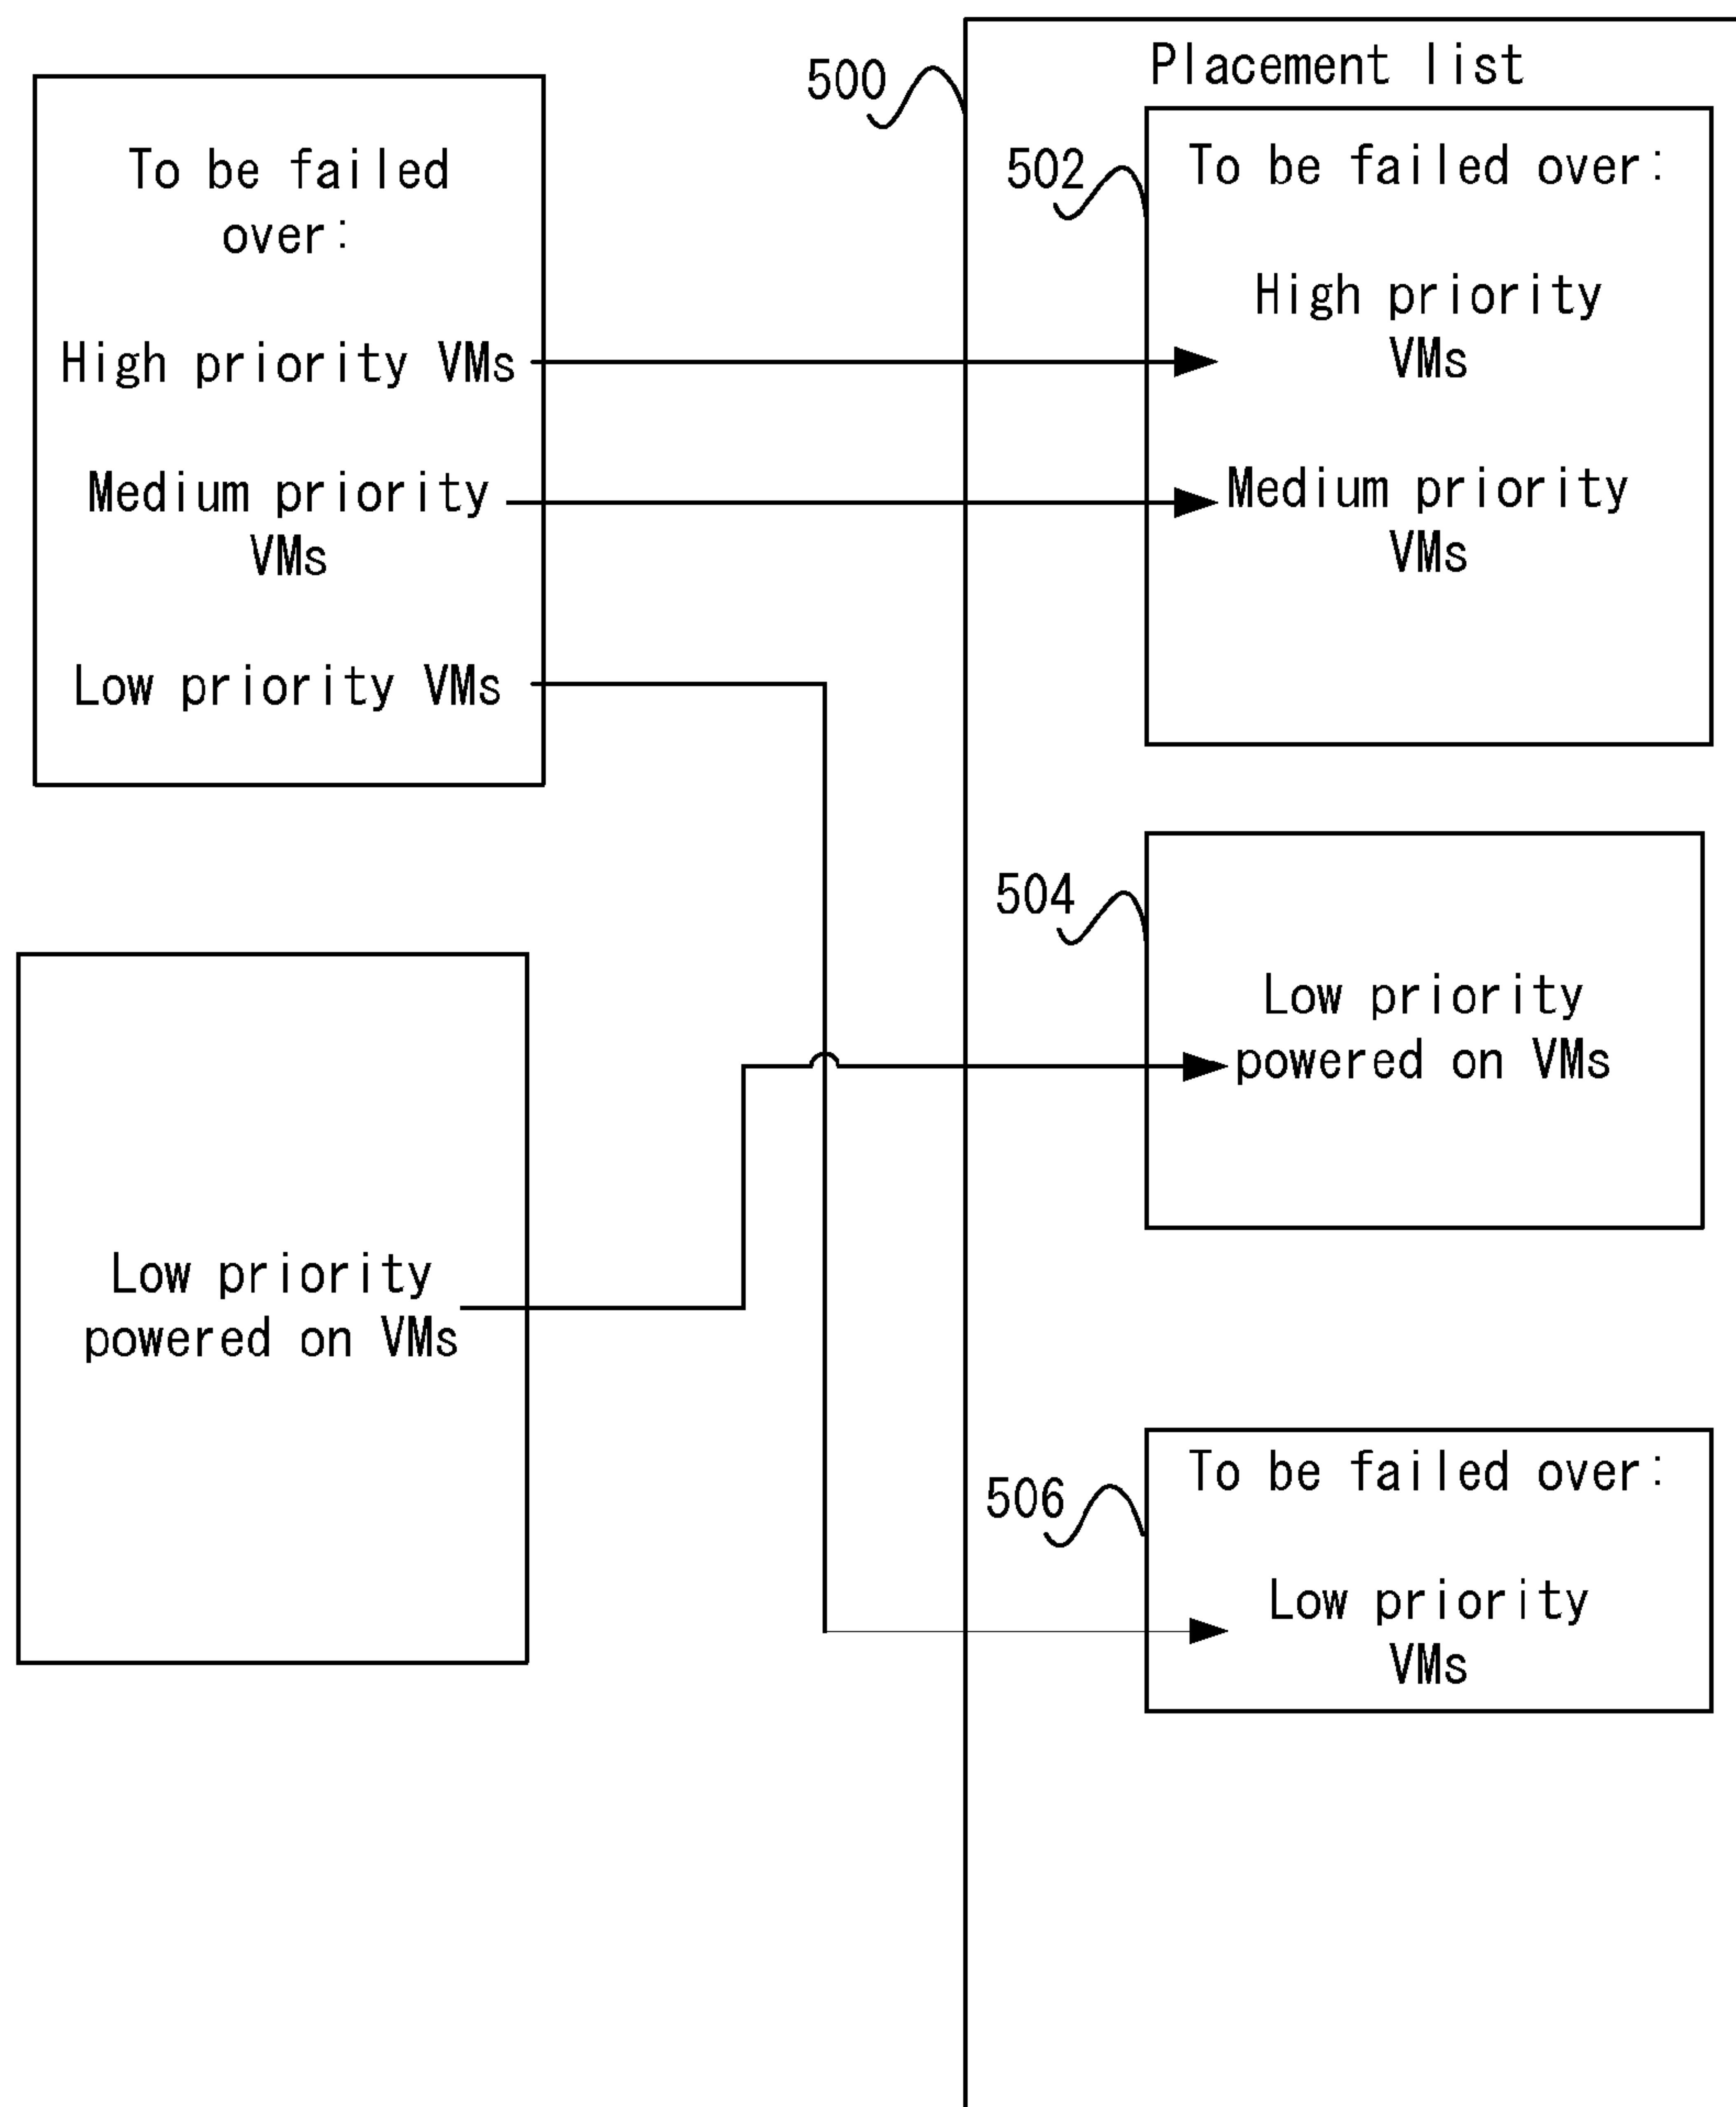 To be failed
over:
High priority VMs
Medium priority
VMs
Low priority VMs
Low priority
powered on VMs
500
Placement list
502
To be failed over:
High priority
VMs
Medium priority
VMs
504
Low priority
powered on VMs
506
To be failed over:
Low priority
VMs